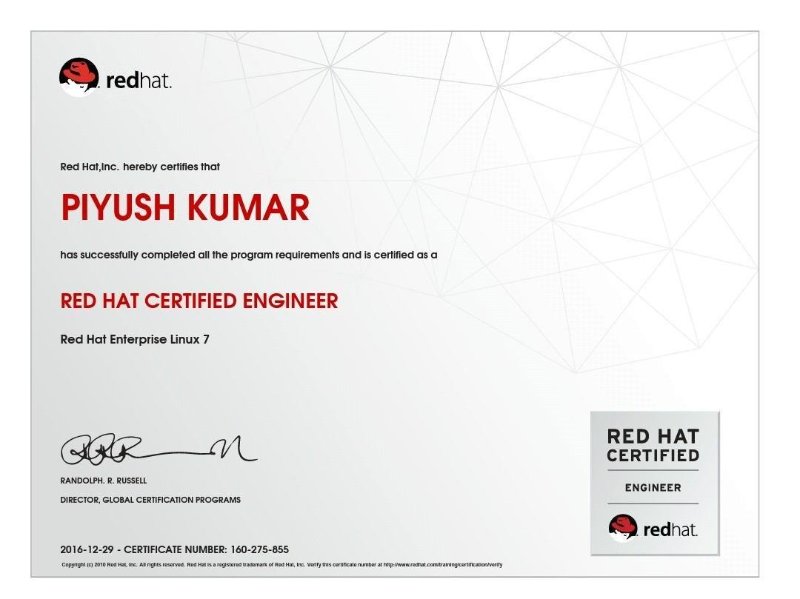 redhat.
Red Hat,Inc. hereby certifies that
PIYUSH KUMAR
has successfully completed all the program requirements and is certified as a
RED HAT CERTIFIED ENGINEER
Red Hat Enterprise Linux 7
RANDOLPH. R. RUSSELL
DIRECTOR, GLOBAL CERTIFICATION PROGRAMS
2016-12-29 - CERTIFICATE NUMBER: 160-275-855
Copyright (c) 2010 Red Hat, Inc. All rights reserved. Red Hat is a registered trademark of Red Hat, Inc. Verify this certificate number at http://www.redhat.com/training/certification/verify
RED HAT
CERTIFIED
ENGINEER
redhat.